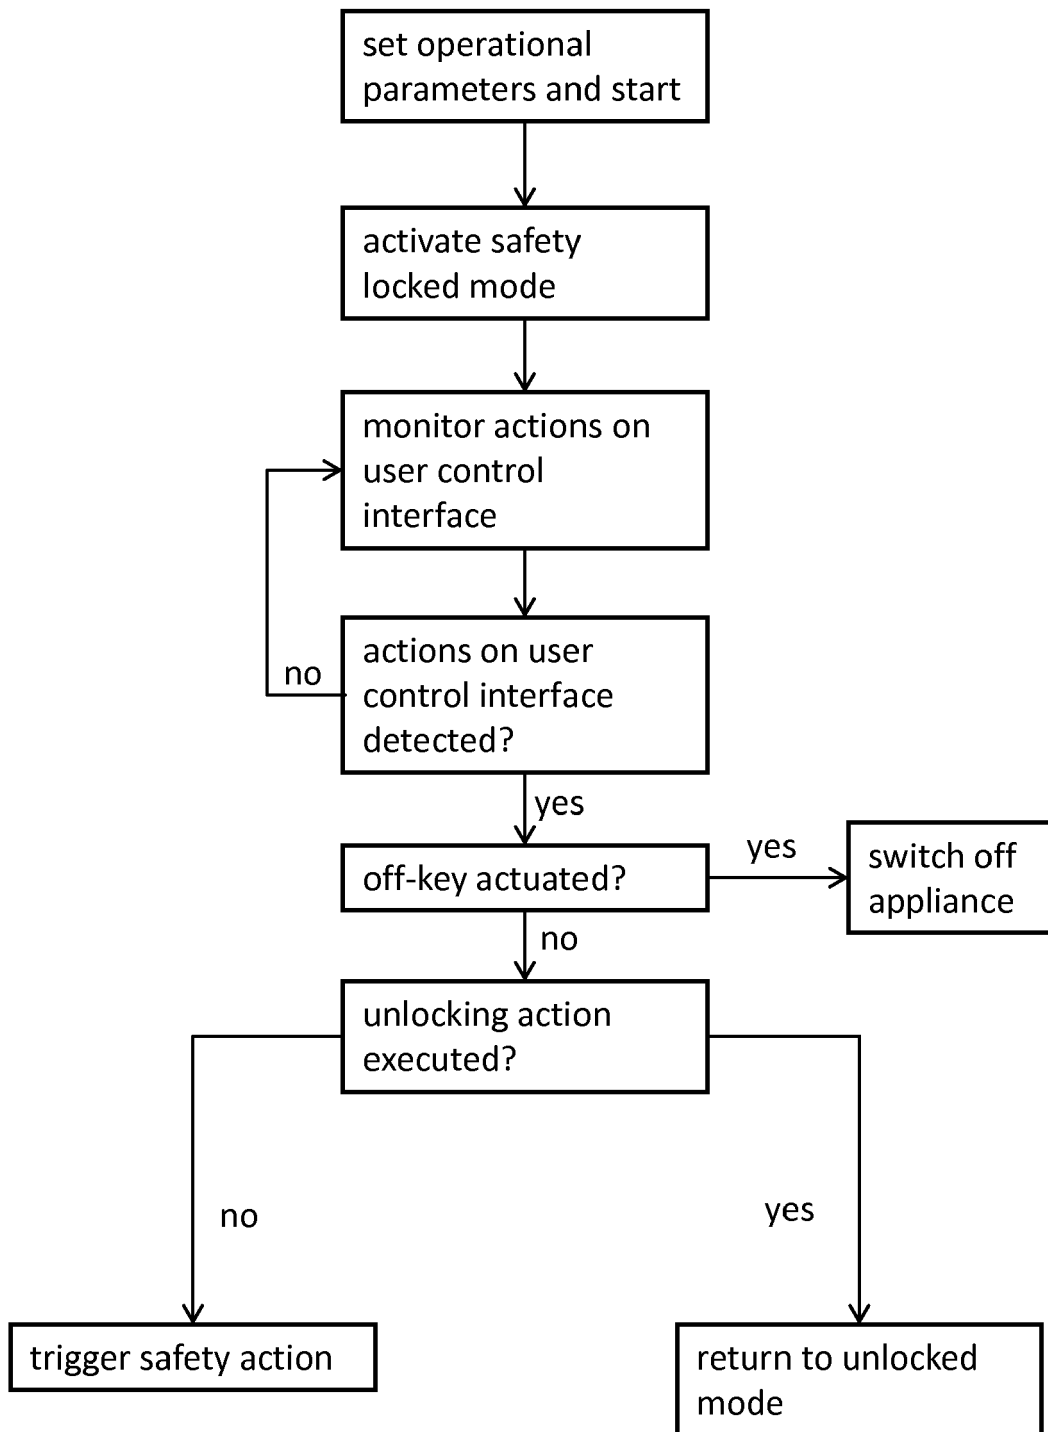 set operational
parameters and start
activate safety
locked mode
monitor actions on
user control
interface
no
actions on user
control interface
detected?
yes
off-key actuated?
yes
switch off
appliance
no
unlocking action
executed?
no
yes
trigger safety action
return to unlocked
mode